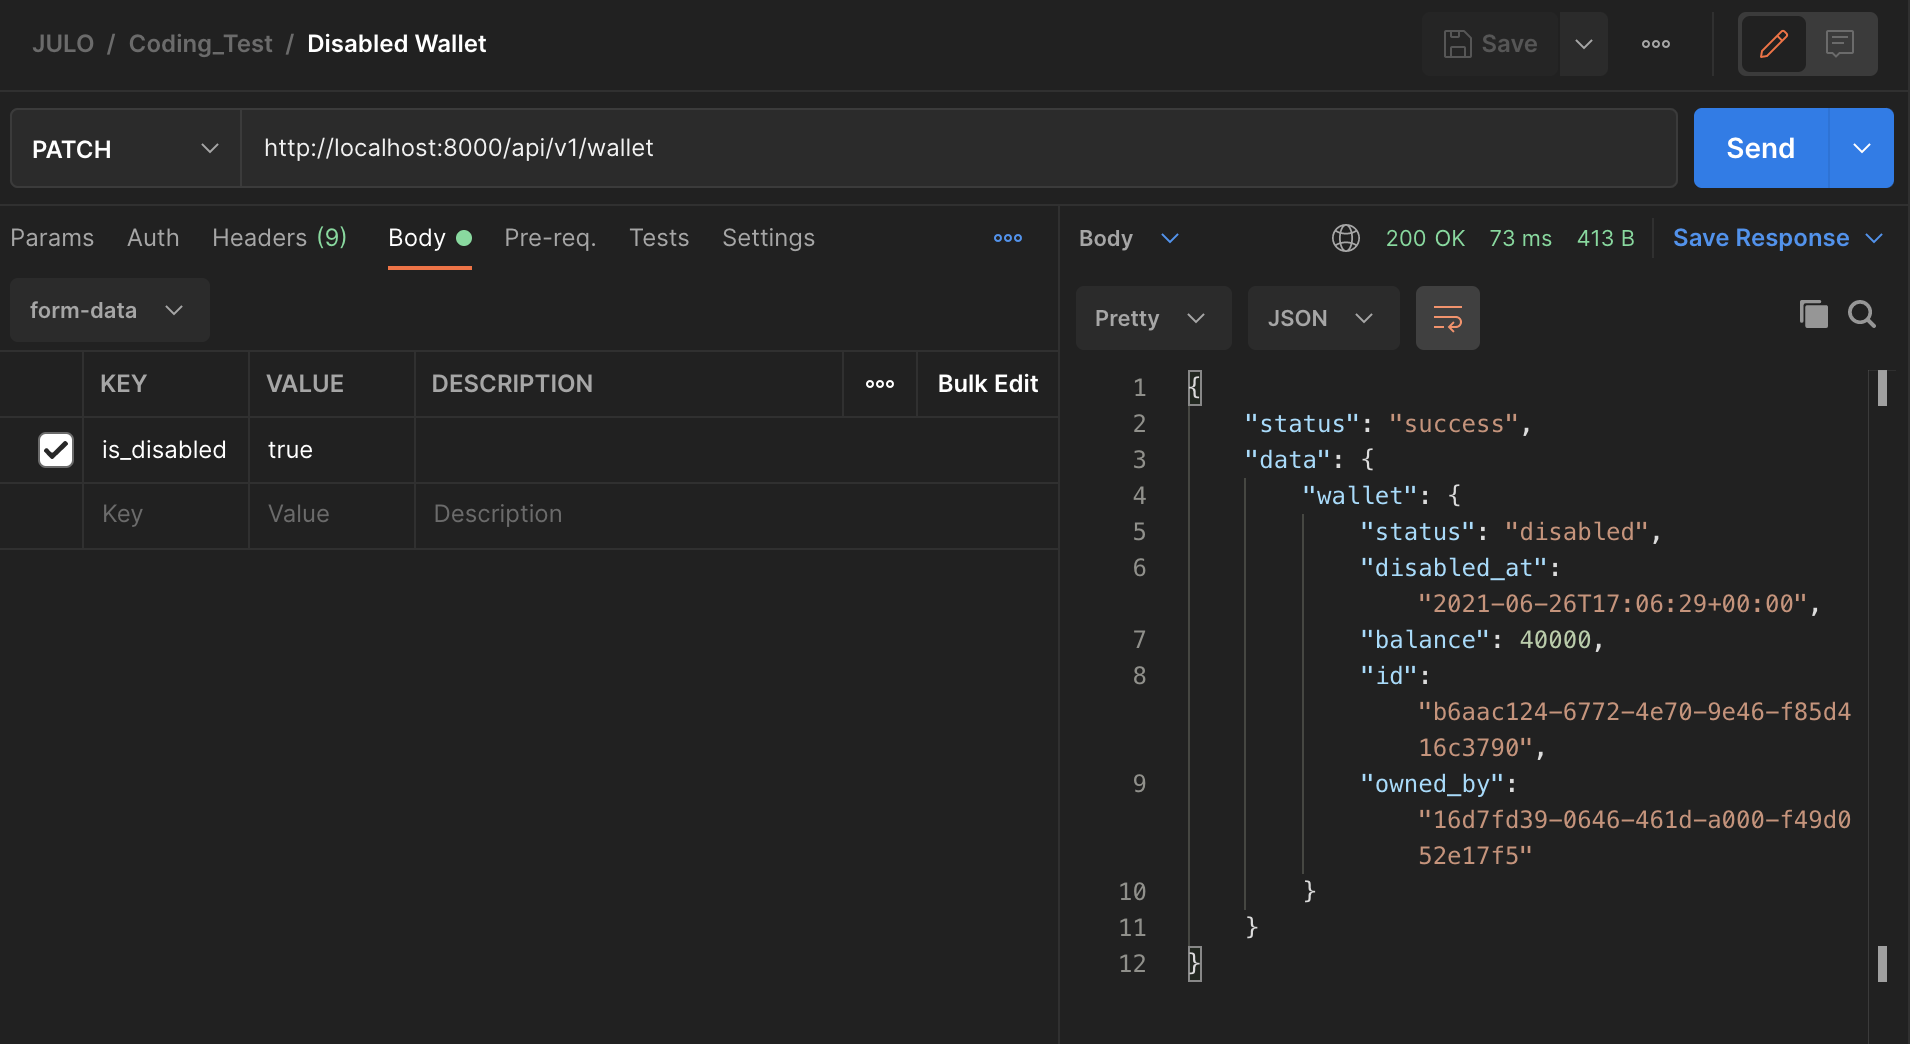 JULO / Coding_Test / Disabled Wallet
Save
PATCH
http://localhost:8000/api/v1/wallet
Send
Params Auth Headers (9) Body Pre-req. Tests Settings
form-data
KEY VALUE DESCRIPTION Bulk Edit
is_disabled true
Key Value Description
Body 200 OK 73 ms 413 B Save Response
Pretty JSON
1 {
2 "status": "success",
3 "data": {
4 "wallet": {
5 "status": "disabled",
6 "disabled_at":
"2021-06-26T17:06:29+00:00",
7 "balance": 40000,
8 "id":
"b6aac124-6772-4e70-9e46-f85d4
16c3790",
9 "owned_by":
"16d7fd39-0646-461d-a000-f49d0
52e17f5"
10 }
11 }
12 }